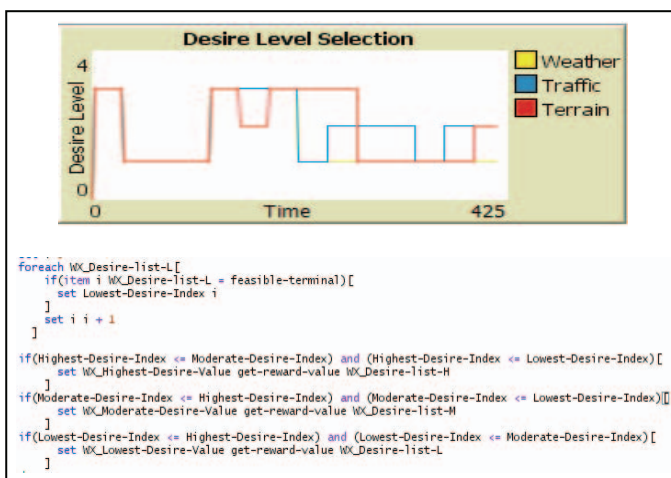 Desire Level Selection
4
Desire Level
0
0 Time 425
Weather
Traffic
Terrain
foreach WX_Desire-list-L[
if(item i WX_Desire-list-L = feasible-terminal)[
set Lowest-Desire-Index i
]
set i i + 1
]
if(Highest-Desire-Index <= Moderate-Desire-Index) and (Highest-Desire-Index <= Lowest-Desire-Index)[
set WX_Highest-Desire-Value get-reward-value WX_Desire-list-H
]
if(Moderate-Desire-Index <= Highest-Desire-Index) and (Moderate-Desire-Index <= Lowest-Desire-Index)[
set WX_Moderate-Desire-Value get-reward-value WX_Desire-list-M
]
if(Lowest-Desire-Index <= Highest-Desire-Index) and (Lowest-Desire-Index <= Moderate-Desire-Index)[
set WX_Lowest-Desire-Value get-reward-value WX_Desire-list-L
]